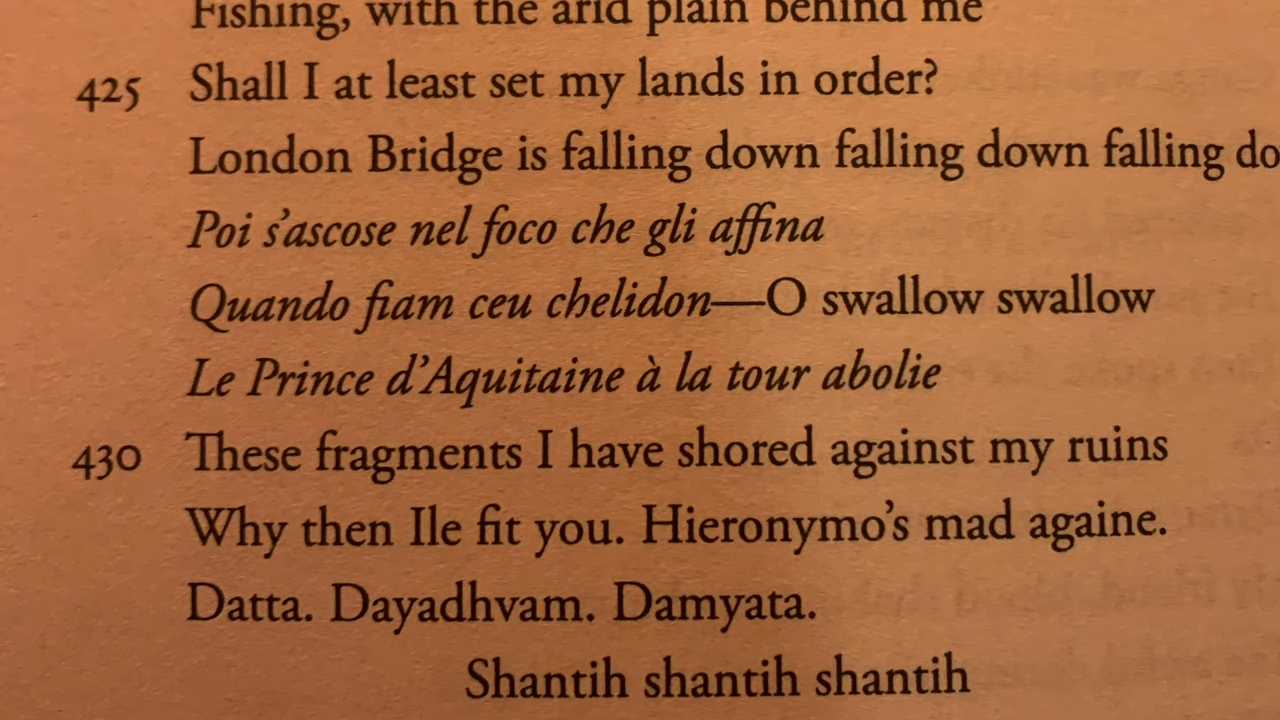 Fishing, with the arid plain behind me
425 Shall I at least set my lands in order?
London Bridge is falling down falling down falling do
Poi s'ascose nel foco che gli affina
Quando fiam ceu chelidon—O swallow swallow
Le Prince d'Aquitaine à la tour abolie
430 These fragments I have shored against my ruins
Why then Ile fit you. Hieronymo's mad againe.
Datta. Dayadhvam. Damyata.
Shantih shantih shantih